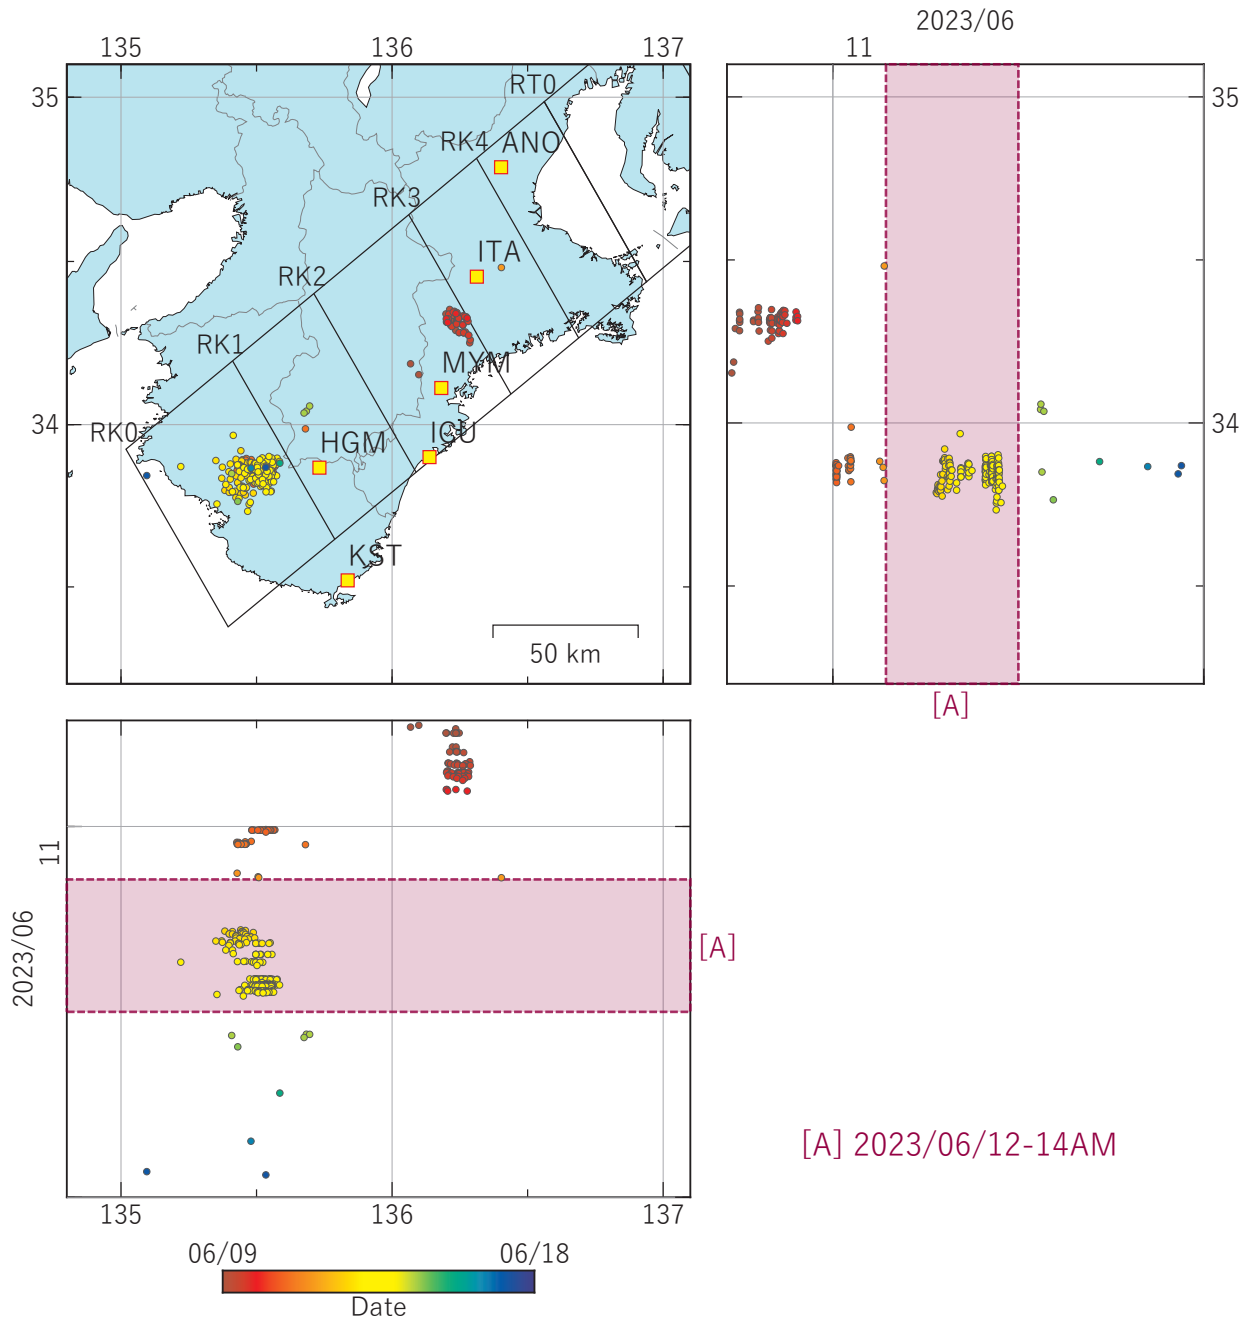 2023/06
135 136 137 11
35 35
RT0
RK4 ANO
RK3
ITA
RK2
RK1
MYM
34 34
RK0
IGU
HGM
KST
50 km
[A]
11
2023/06
[A]
[A] 2023/06/12-14AM
135 136 137
06/09 06/18
Date